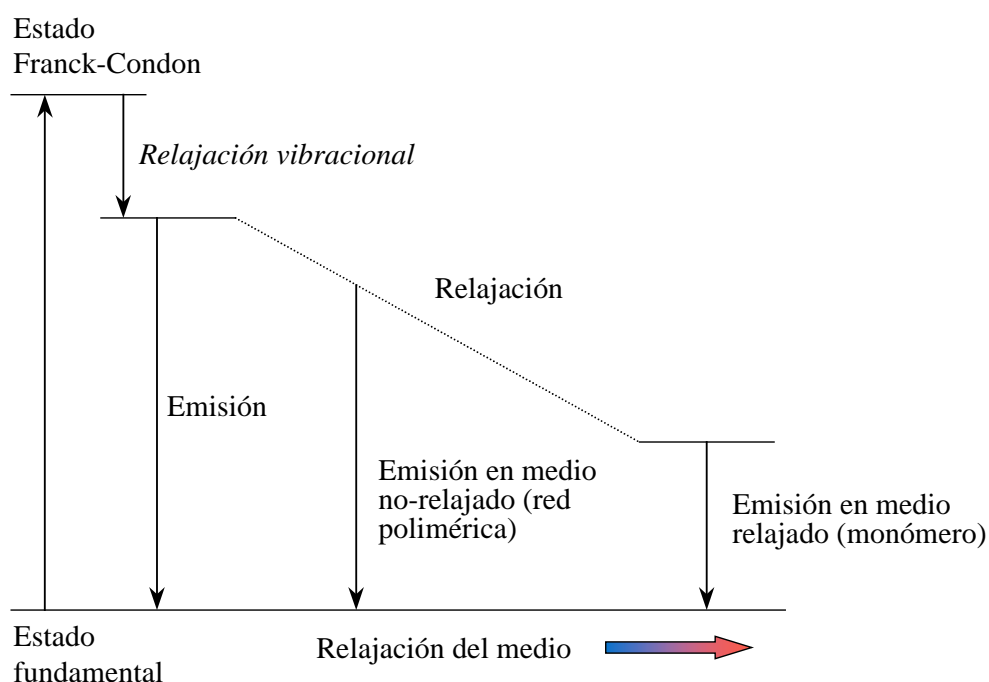 Estado
Franck-Condon
Relajación vibracional
Relajación
Emisión
Emisión en medio
no-relajado (red
polimérica)
Emisión en medio
relajado (monómero)
Estado
fundamental
Relajación del medio